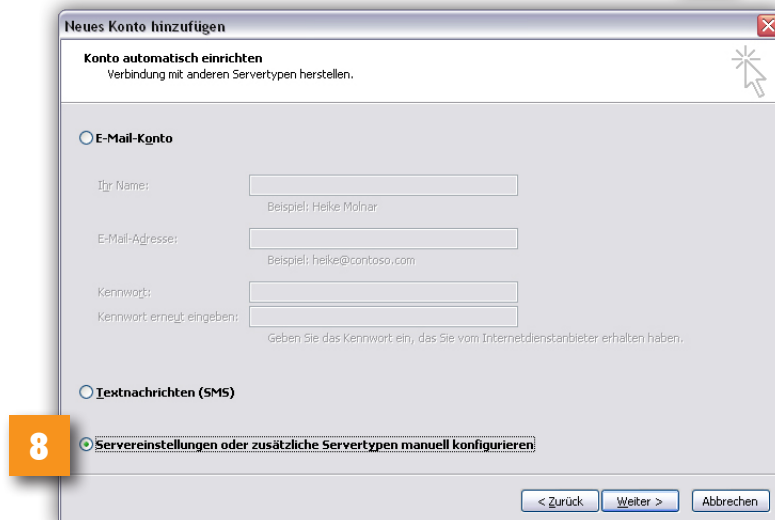 Neues Konto hinzufügen
Konto automatisch einrichten
Verbindung mit anderen Servertypen herstellen.
E-Mail-Konto
Ihr Name:
Beispiel: Heike Molnar
E-Mail-Adresse:
Beispiel: heike@contoso.com
Kennwort:
Kennwort erneut eingeben:
Geben Sie das Kennwort ein, das Sie vom Internetdienstanbieter erhalten haben.
Textnachrichten (SMS)
8 Servereinstellungen oder zusätzliche Servertypen manuell konfigurieren
< Zurück Weiter > Abbrechen